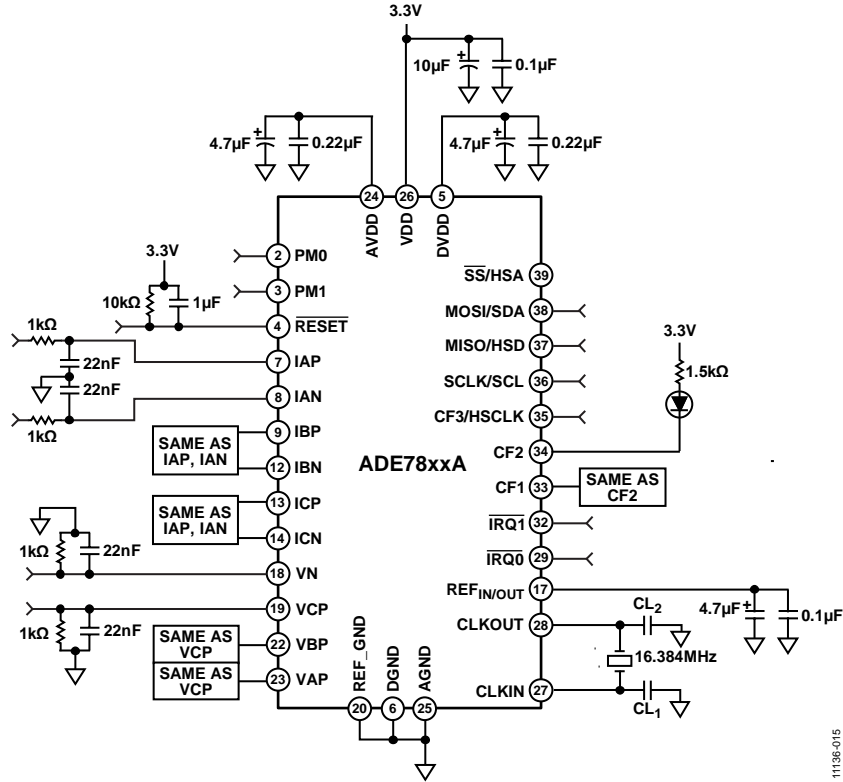 3.3V
10µF
+
0.1µF
4.7µF
+
0.22µF
4.7µF
+
0.22µF
24
26
5
AVDD
VDD
DVDD
3.3V
10kΩ
1µF
2
PM0
3
PM1
4
RESET
1kΩ
22nF
22nF
1kΩ
7
IAP
8
IAN
SAME AS
IAP, IAN
9
IBP
12
IBN
SAME AS
IAP, IAN
13
ICP
14
ICN
1kΩ
22nF
18
VN
19
VCP
1kΩ
22nF
SAME AS
VCP
22
VBP
SAME AS
VCP
23
VAP
ADE78xxA
SS/HSA
39
MOSI/SDA
38
MISO/HSD
37
SCLK/SCL
36
CF3/HSCLK
35
CF2
34
3.3V
1.5kΩ
CF1
33
SAME AS
CF2
IRQ1
32
IRQ0
29
REFIN/OUT
17
4.7µF
+
0.1µF
CLKOUT
28
CL2
16.384MHz
CLKIN
27
CL1
REF_GND
DGND
AGND
20
6
25
11136-015